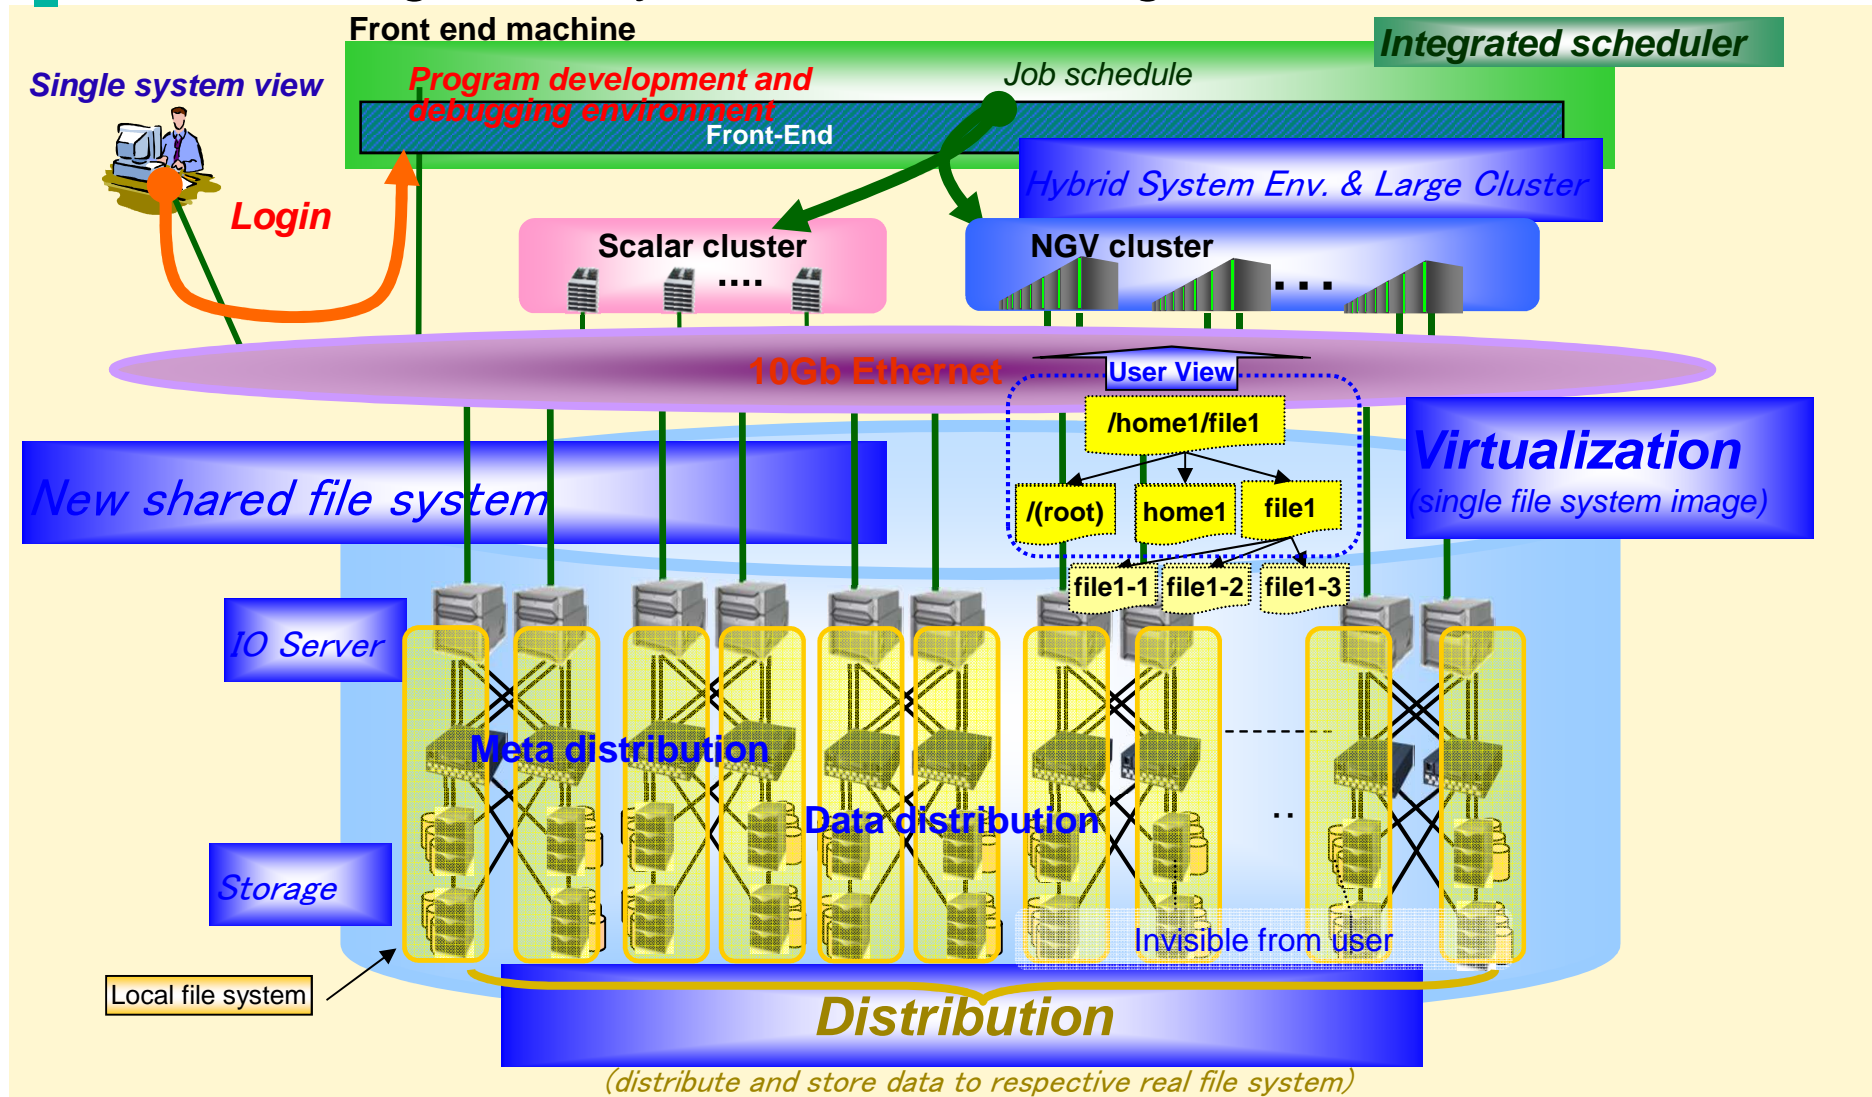 Front end machine
Integrated scheduler
Single system view
Program development and
debugging environment
Job schedule
Front-End
Hybrid System Env. & Large Cluster
Login
Scalar cluster
....
NGV cluster
...
10Gb Ethernet
User View
/home1/file1
Virtualization
(single file system image)
New shared file system
/(root)
home1
file1
file1-1
file1-2
file1-3
IO Server
Meta distribution
Data distribution
..
Storage
Invisible from user
Local file system
Distribution
(distribute and store data to respective real file system)